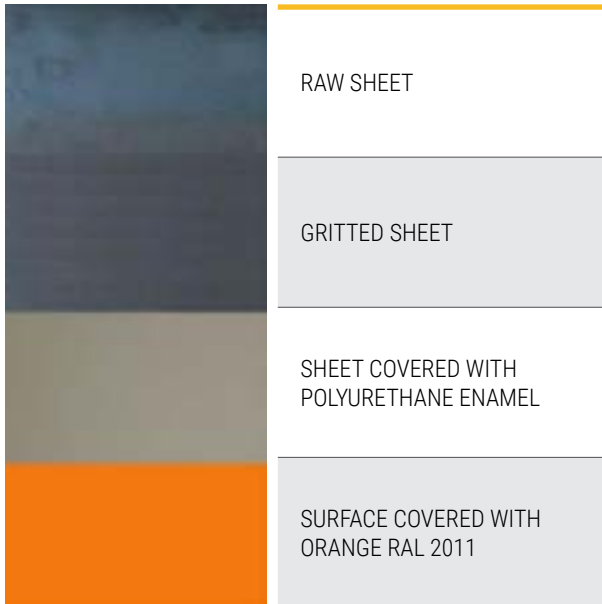 RAW SHEET
GRITTED SHEET
SHEET COVERED WITH
POLYURETHANE ENAMEL
SURFACE COVERED WITH
ORANGE RAL 2011